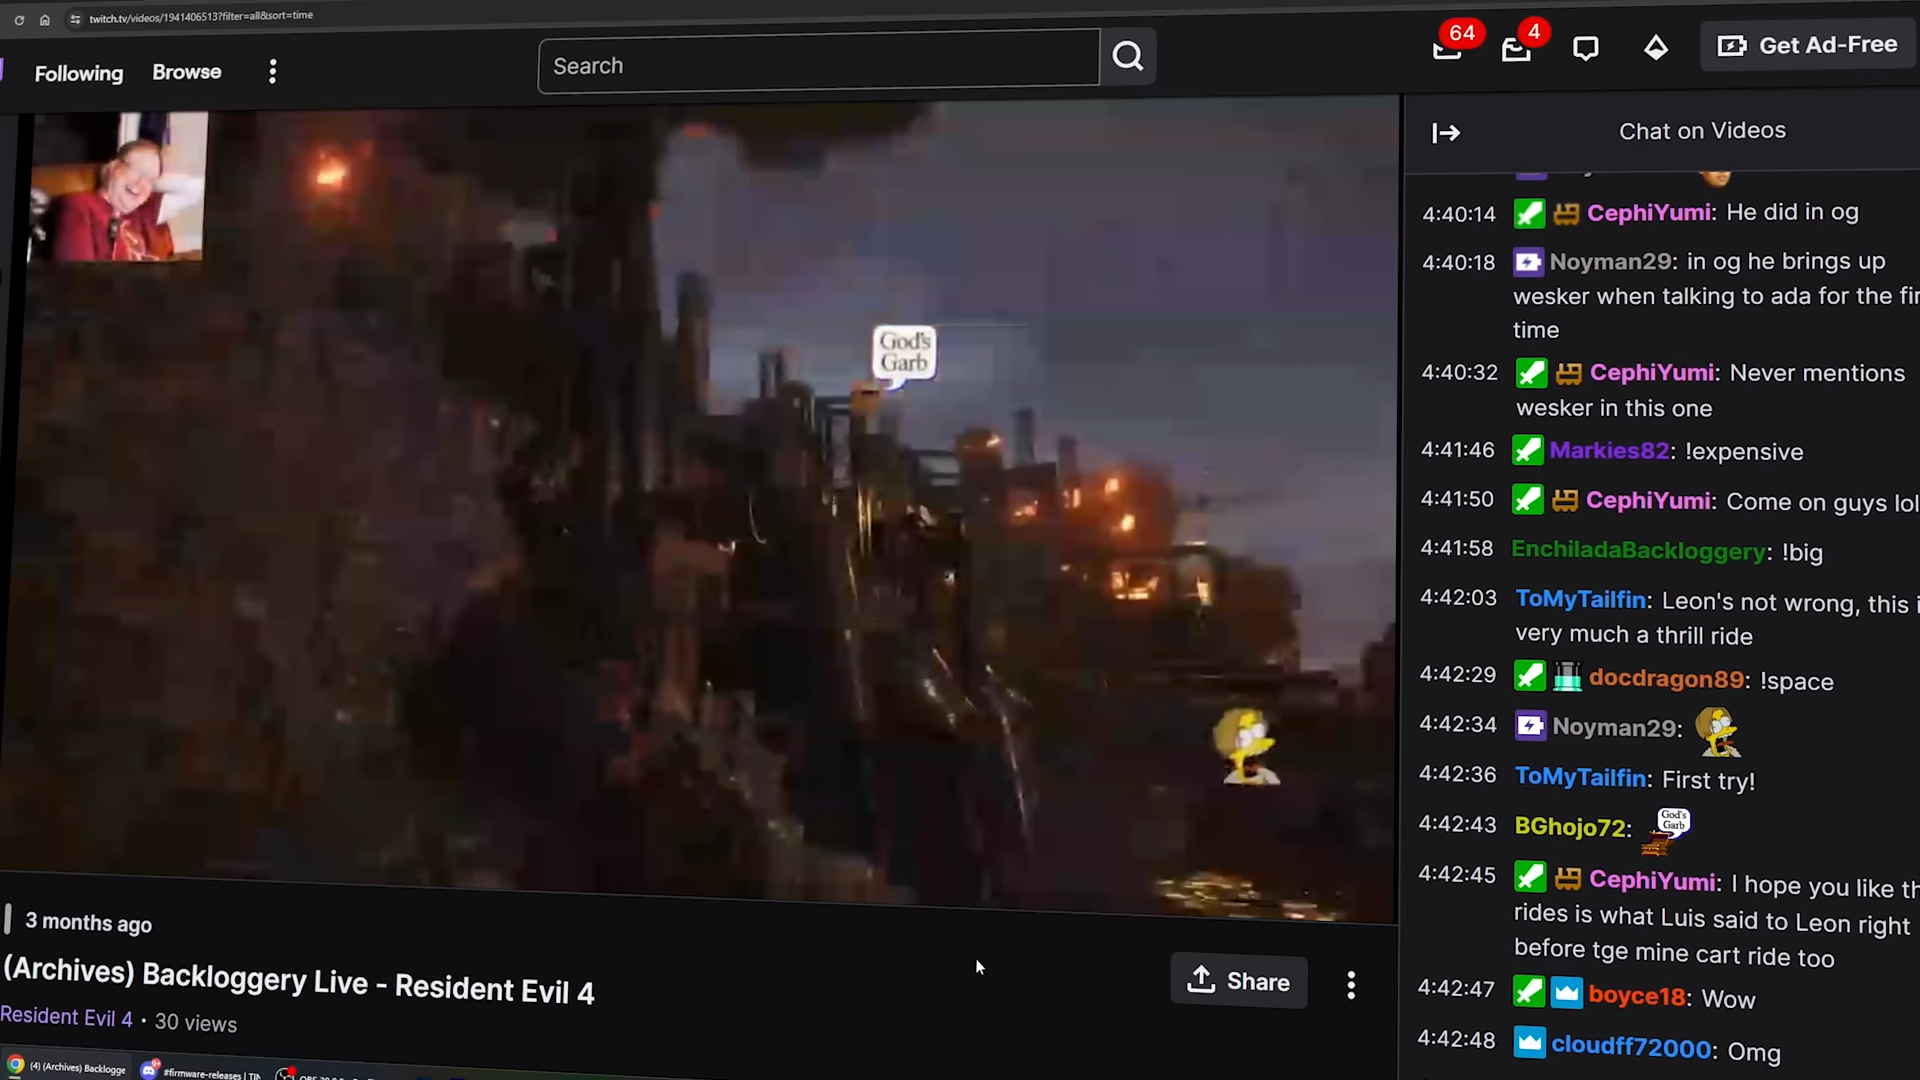 twitch.tv/videos/1941406513?filter=all&sort=time
Following
Browse
Search
64
4
Get Ad-Free
Chat on Videos
God's
Garb
4:40:14 CephiYumi: He did in og
4:40:18 Noyman29: in og he brings up
wesker when talking to ada for the
time
4:40:32 CephiYumi: Never mentions
wesker in this one
4:41:46 Markies82: !expensive
4:41:50 CephiYumi: Come on guys lol
4:41:58 EnchiladaBackloggery: !big
4:42:03 ToMyTailfin: Leon's not wrong, this
very much a thrill ride
4:42:29 docdragon89: !space
4:42:34 Noyman29:
4:42:36 ToMyTailfin: First try!
4:42:43 BGhojo72: God's
Garb
4:42:45 CephiYumi: I hope you like
rides is what Luis said to Leon right
before tge mine cart ride too
4:42:47 boyce18: Wow
4:42:48 cloudff72000: Omg
3 months ago
(Archives) Backloggery Live - Resident Evil 4
Resident Evil 4 • 30 views
Share
(4) (Archives) Backlogge
#firmware-releases |